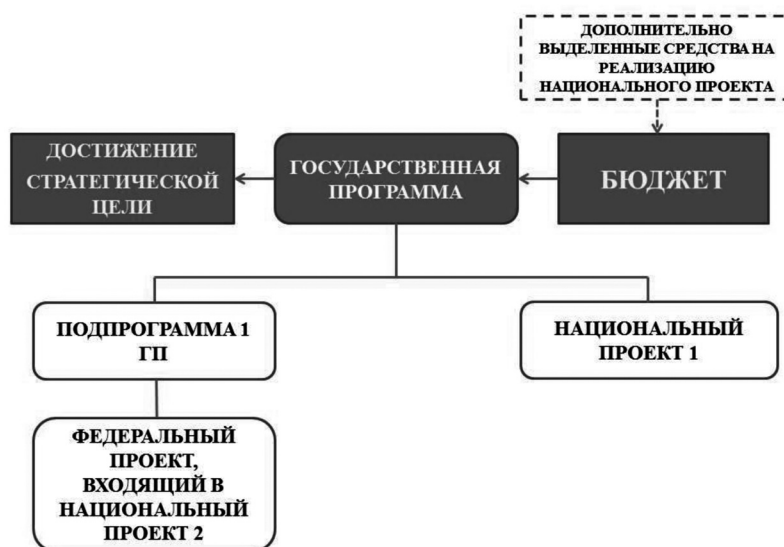 ДОПОЛНИТЕЛЬНО
ВЫДЕЛЕННЫЕ СРЕДСТВА НА
РЕАЛИЗАЦИЮ
НАЦИОНАЛЬНОГО ПРОЕКТА
ДОСТИЖЕНИЕ
СТРАТЕГИЧЕСКОЙ
ЦЕЛИ
ГОСУДАРСТВЕННАЯ
ПРОГРАММА
БЮДЖЕТ
ПОДПРОГРАММА 1
ГП
НАЦИОНАЛЬНЫЙ
ПРОЕКТ 1
ФЕДЕРАЛЬНЫЙ
ПРОЕКТ,
ВХОДЯЩИЙ В
НАЦИОНАЛЬНЫЙ
ПРОЕКТ 2